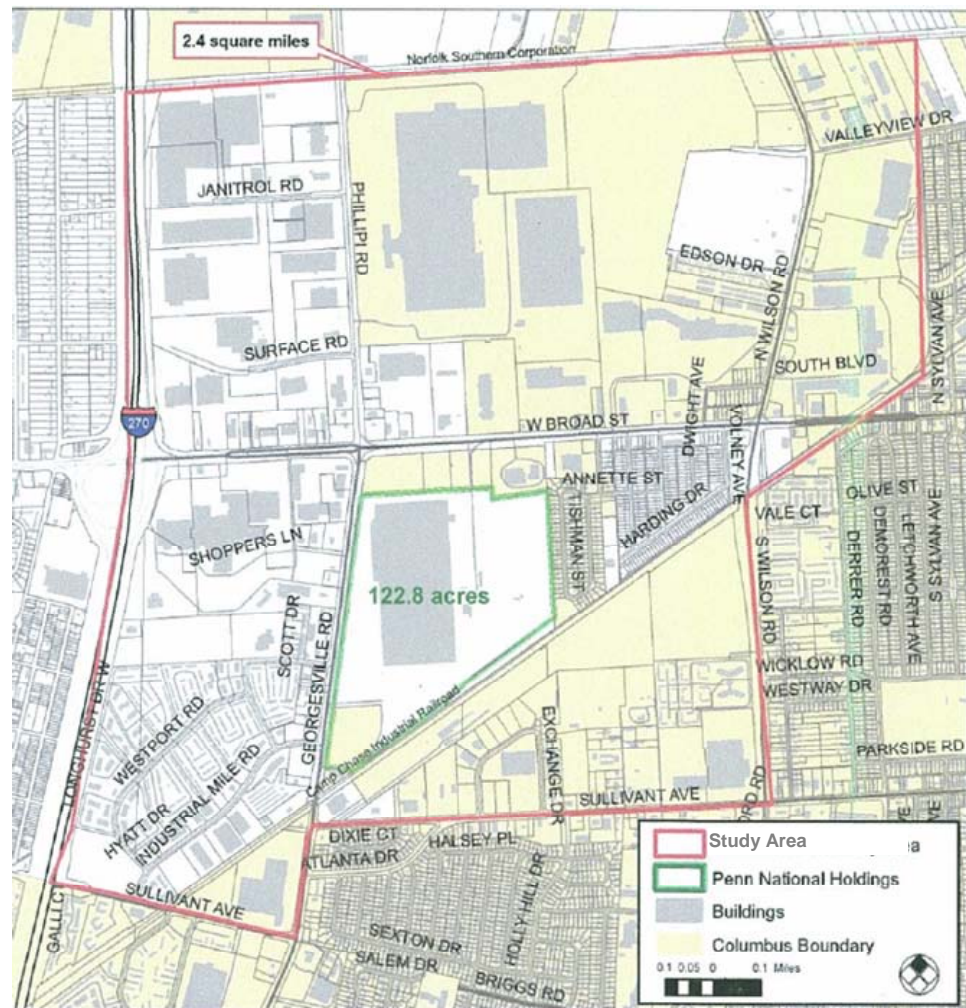 2.4 square miles
Norfolk Southern Corporation
VALLEYVIEW DR
JANITROL RD
PHILLIPI RD
EDSON DR
N WILSON RD
N SYLVAN AVE
SURFACE RD
SOUTH BLVD
DWIGHT AVE
270
W BROAD ST
VOLNEY AVE
ANNETTE ST
TISHMAN ST
HARDING DR
OLIVE ST
VALE CT
SHOPPERS LN
122.8 acres
DERRER RD
DEMOREST RD
LETCHWORTH AVE
S SYLVAN AVE
S WILSON RD
SCOTT DR
GEORGESVILLE RD
WICKLOW RD
WESTWAY DR
LONGHURST DR W
WESTPORT RD
Camp Chase Industrial Railroad
EXCHANGE DR
PARKSIDE RD
HYATT DR
INDUSTRIAL MILE RD
SULLIVANT AVE
ORD RD
AVE
AVE
DIXIE CT
HALSEY PL
ATLANTA DR
HOLLY HILL DR
SULLIVANT AVE
GALLI C
SEXTON DR
SALEM DR
BRIGGS RD
Study Area
ea
Penn National Holdings
Buildings
Columbus Boundary
0.1 0.05 0 0.1 Miles